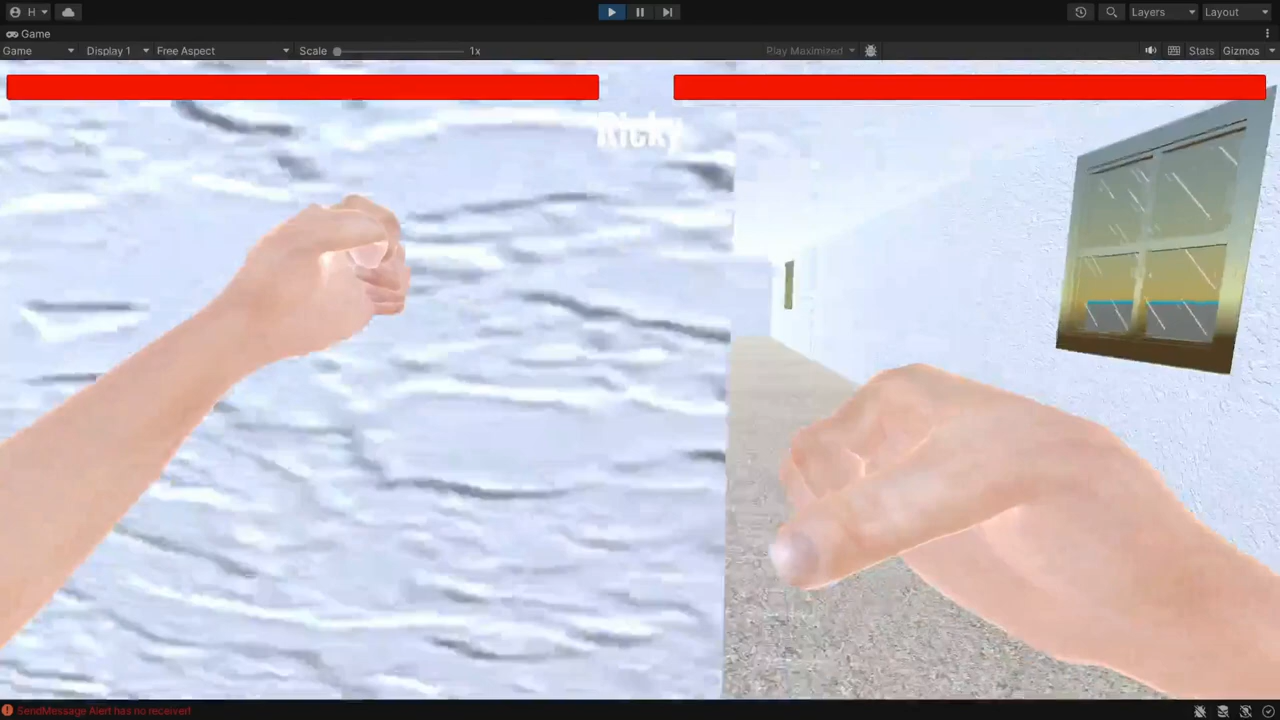 H
Layers
Layout
Game
Game
Display 1
Free Aspect
Scale
1x
Play Maximized
Stats
Gizmos
Ricky
SendMessage Alert has no receiver!